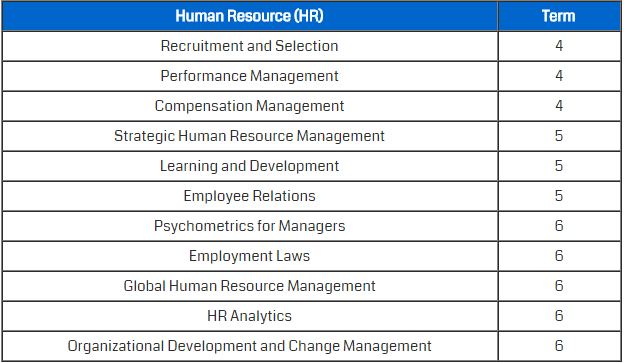 Human Resource (HR) Term
Recruitment and Selection 4
Performance Management 4
Compensation Management 4
Strategic Human Resource Management 5
Learning and Development 5
Employee Relations 5
Psychometrics for Managers 6
Employment Laws 6
Global Human Resource Management 6
HR Analytics 6
Organizational Development and Change Management 6